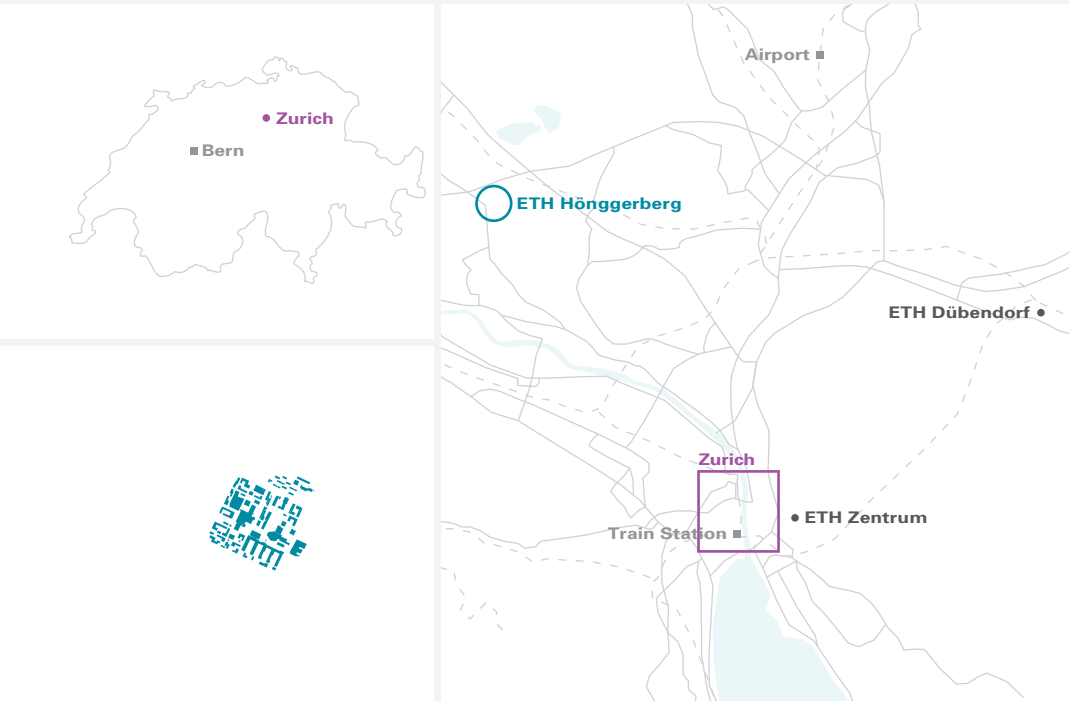 Zurich
Bern
Airport
ETH Hönggerberg
ETH Dübendorf
Zurich
ETH Zentrum
Train Station